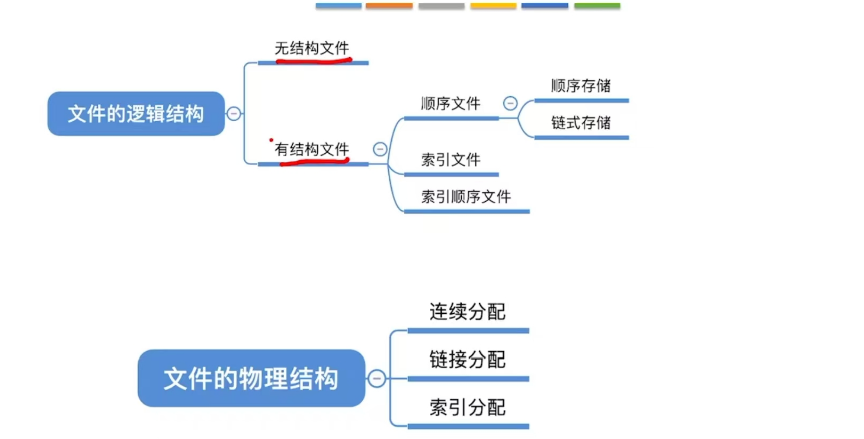 无结构文件
顺序存储
顺序文件
文件的逻辑结构
链式存储
有结构文件
索引文件
索引顺序文件
连续分配
链接分配
文件的物理结构
索引分配